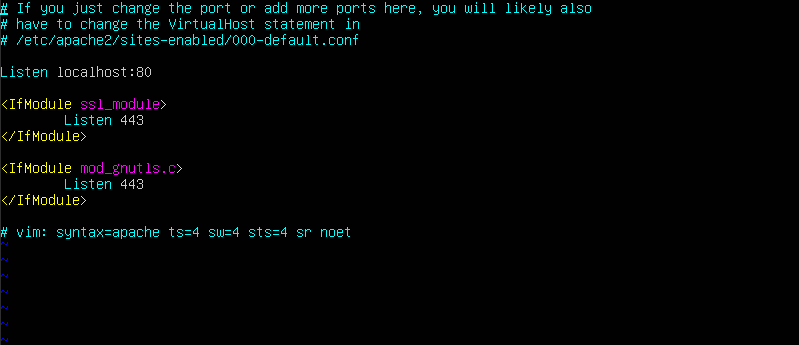 # If you just change the port or add more ports here, you will likely also
# have to change the VirtualHost statement in
# /etc/apache2/sites-enabled/000-default.conf
Listen localhost:80
<IfModule ssl_module>
Listen 443
</IfModule>
<IfModule mod_gnutls.c>
Listen 443
</IfModule>
# vim: syntax=apache ts=4 sw=4 sts=4 sr noet
~
~
~
~
~
~
~